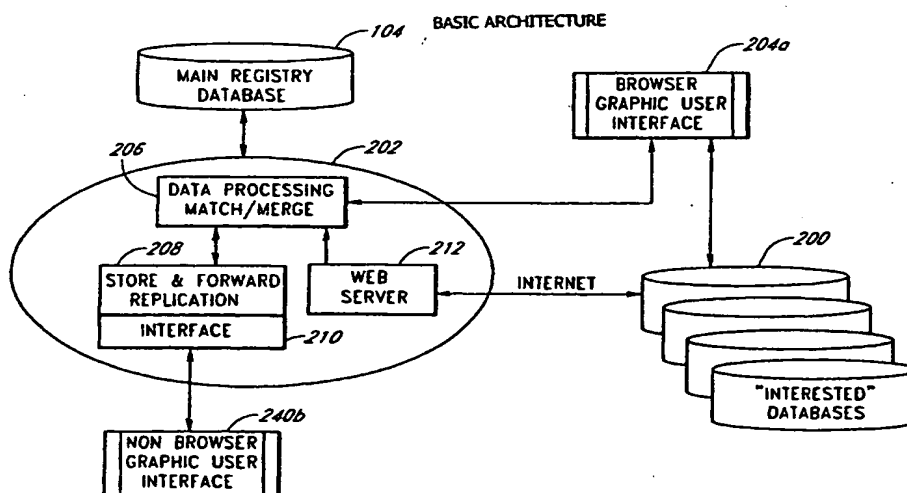 BASIC ARCHITECTURE
104
MAIN REGISTRY
DATABASE
204a
BROWSER
GRAPHIC USER
INTERFACE
206
202
DATA PROCESSING
MATCH/MERGE
208
STORE & FORWARD
REPLICATION
INTERFACE
210
212
WEB
SERVER
INTERNET
200
"INTERESTED"
DATABASES
240b
NON BROWSER
GRAPHIC USER
INTERFACE